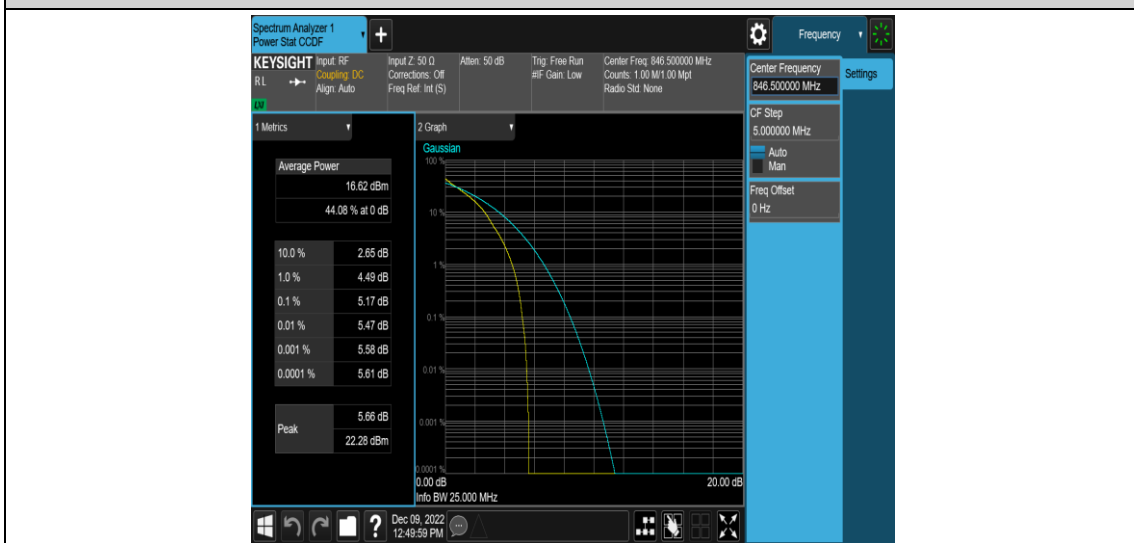 Spectrum Analyzer 1
Power Stat CCDF
+
Frequency
KEYSIGHT
RL
LXI
Input: RF
Coupling: DC
Align: Auto
Input Z: 50 Ω
Corrections: Off
Freq Ref: Int (S)
Atten: 50 dB
Trig: Free Run
#IF Gain: Low
Center Freq: 846.500000 MHz
Counts: 1.00 M/1.00 Mpt
Radio Std: None
Center Frequency
846.500000 MHz
Settings
CF Step
5.000000 MHz
Auto
Man
Freq Offset
0 Hz
1 Metrics
2 Graph
Gaussian
Average Power
16.62 dBm
44.08 % at 0 dB
10.0 % 2.65 dB
1.0 % 4.49 dB
0.1 % 5.17 dB
0.01 % 5.47 dB
0.001 % 5.58 dB
0.0001 % 5.61 dB
Peak
5.66 dB
22.28 dBm
100 %
10 %
1 %
0.1 %
0.01 %
0.001 %
0.0001 %
0.00 dB 20.00 dB
Info BW 25.000 MHz
?
Dec 09, 2022
12:49:59 PM